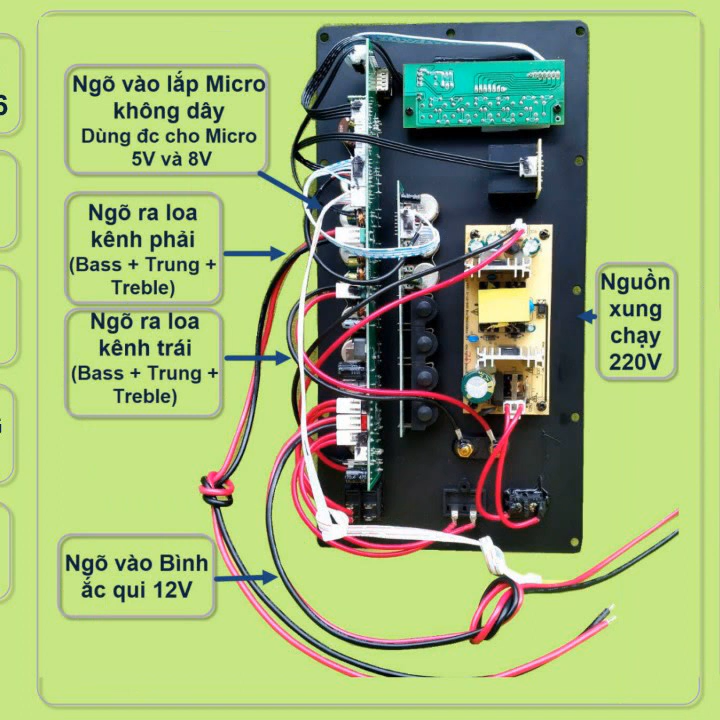 Ngõ vào lắp Micro
không dây
Dùng đc cho Micro
5V và 8V
Ngõ ra loa
kênh phải
(Bass + Trung +
Treble)
Ngõ ra loa
kênh trái
(Bass + Trung +
Treble)
Nguồn
xung
chạy
220V
Ngõ vào Bình
ắc qui 12V
6